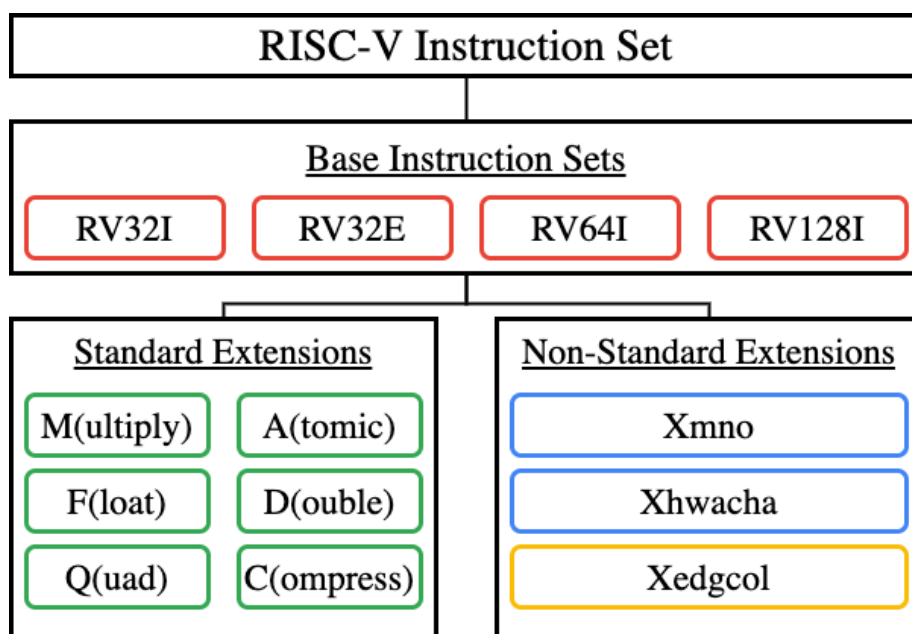 RISC-V Instruction Set
Base Instruction Sets
RV32I RV32E RV64I RV128I
Standard Extensions
M(ultiply) A(tomic)
F(loat) D(ouble)
Q(uad) C(ompress)
Non-Standard Extensions
Xmno
Xhwacha
Xedgcol